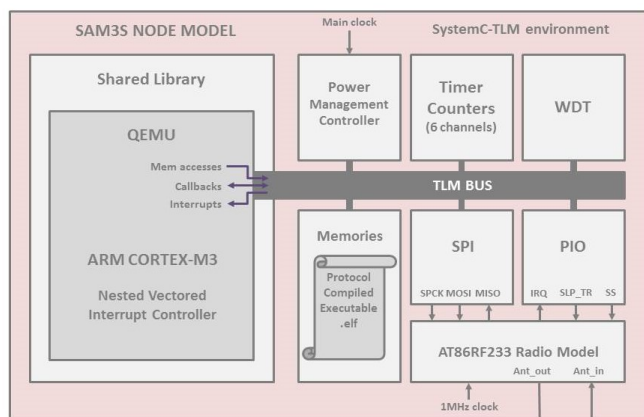 SAM3S NODE MODEL
Main clock
SystemC-TLM environment
Shared Library
QEMU
Mem accesses
Callbacks
Interrupts
ARM CORTEX-M3
Nested Vectored
Interrupt Controller
Power
Management
Controller
Timer
Counters
(6 channels)
WDT
TLM BUS
Memories
Protocol
Compiled
Executable
.elf
SPI
SPCK MOSI MISO
PIO
IRQ SLP_TR SS
AT86RF233 Radio Model
Ant_out Ant_in
1MHz clock